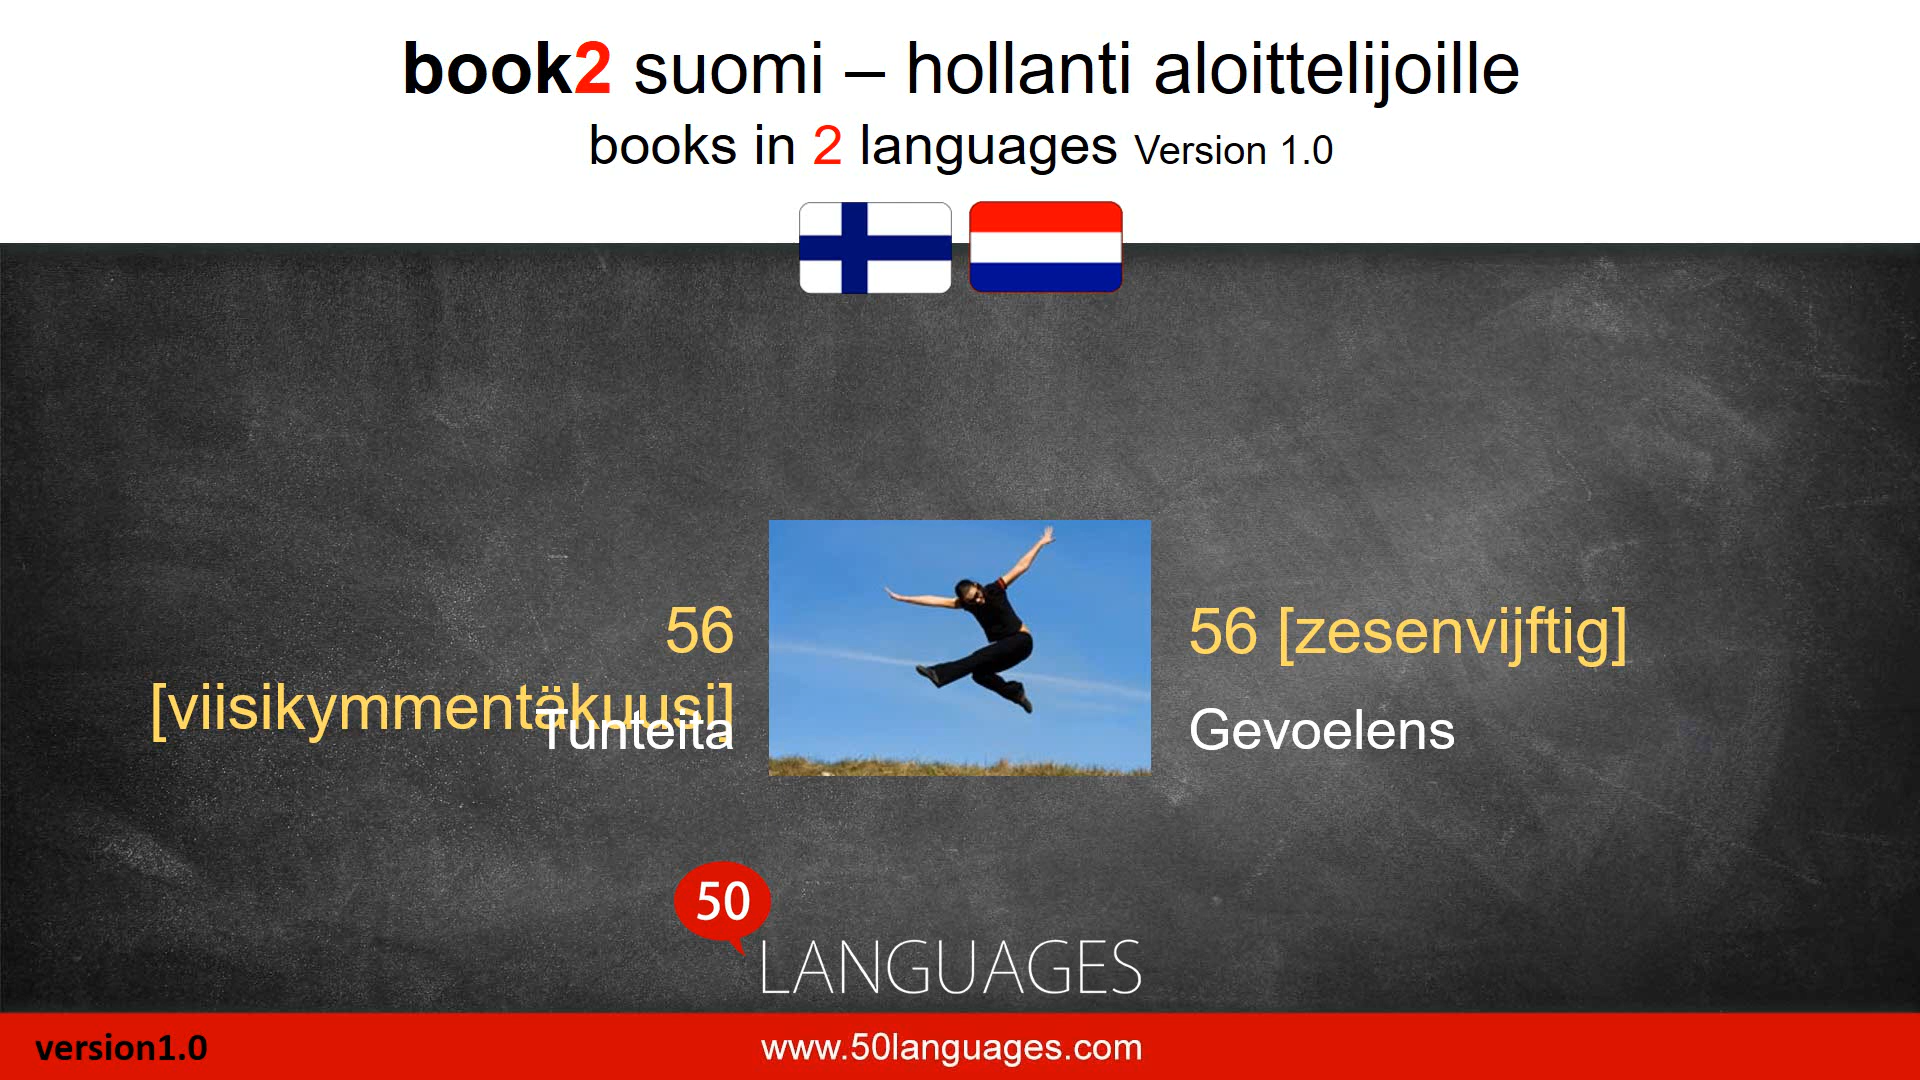 book2 suomi – hollanti aloittelijoille
books in 2 languages Version 1.0
56
[viisikymmentäkuusi]
Tunteita
56 [zesenvijftig]
Gevoelens
50
LANGUAGES
version1.0
www.50languages.com